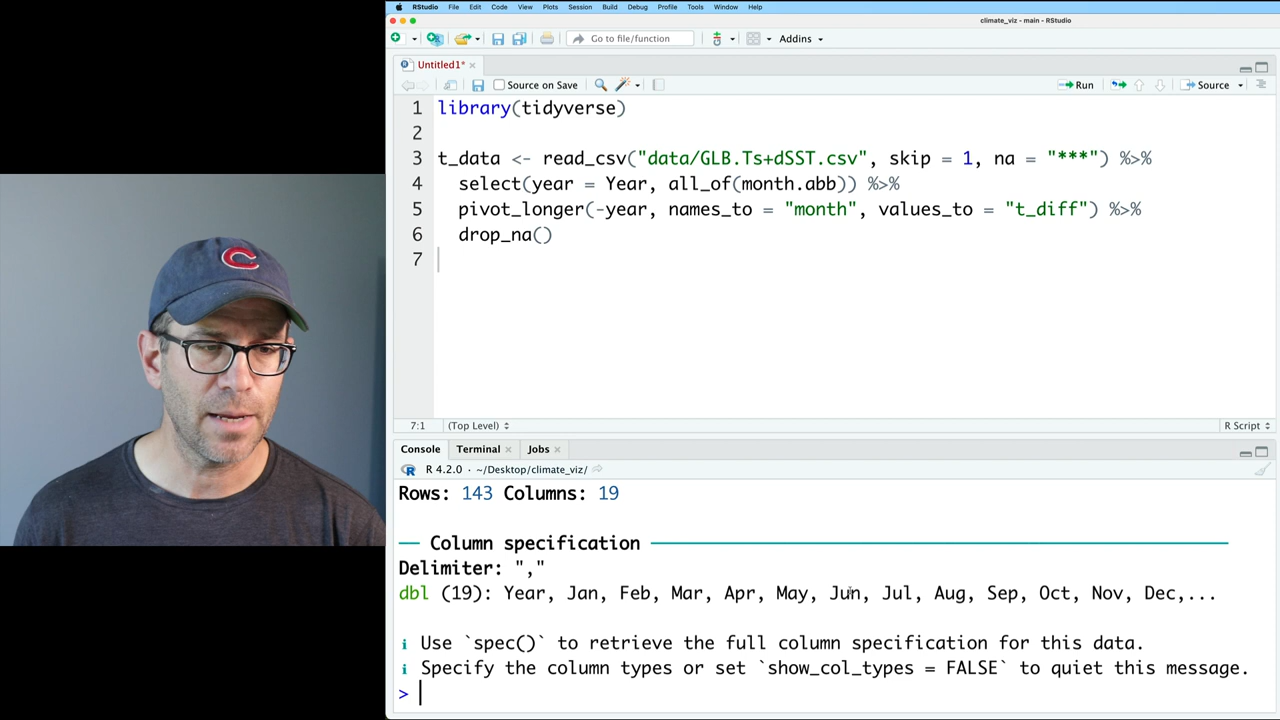 RStudio File Edit Code View Plots Session Build Debug Profile Tools Window Help
climate_viz - main - RStudio
Go to file/function Addins
Untitled1*
Source on Save Run Source
1 library(tidyverse)
2
3 t_data <- read_csv("data/GLB.Ts+dSST.csv", skip = 1, na = "***") %>%
4 select(year = Year, all_of(month.abb)) %>%
5 pivot_longer(-year, names_to = "month", values_to = "t_diff") %>%
6 drop_na()
7
7:1 (Top Level) R Script
Console Terminal Jobs
R 4.2.0 · ~/Desktop/climate_viz/
Rows: 143 Columns: 19
── Column specification ──
Delimiter: ","
dbl (19): Year, Jan, Feb, Mar, Apr, May, Jun, Jul, Aug, Sep, Oct, Nov, Dec,...
i Use `spec()` to retrieve the full column specification for this data.
i Specify the column types or set `show_col_types = FALSE` to quiet this message.
>
C